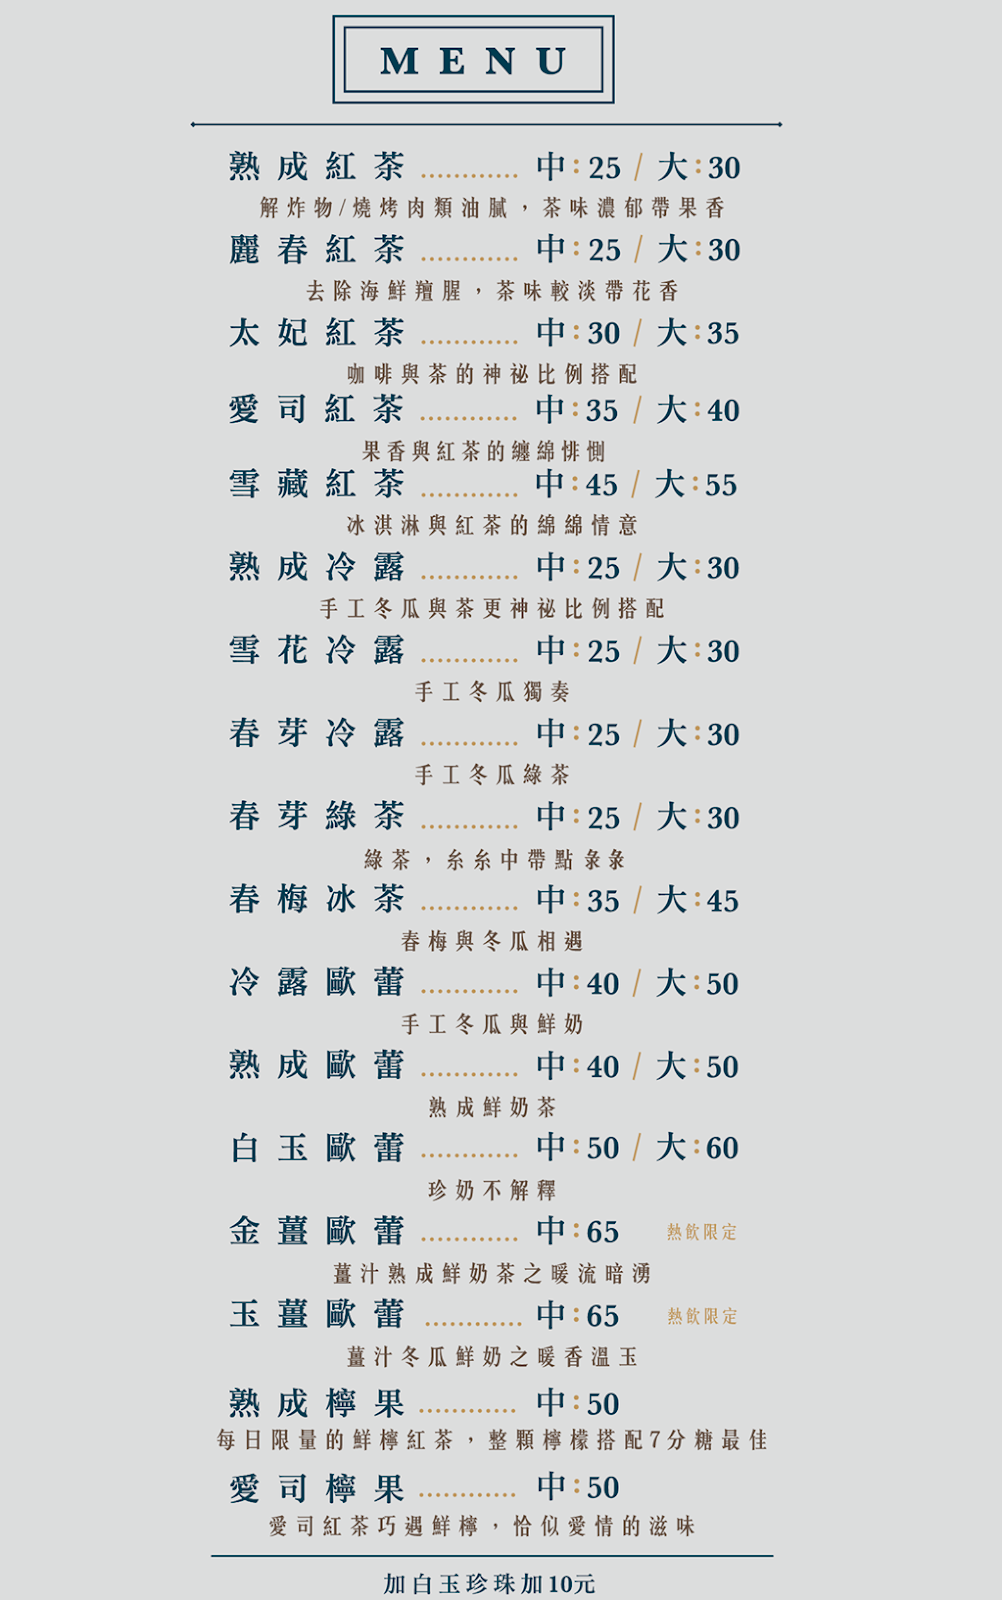 MENU
熟成紅茶............中:25 / 大:30
解炸物/燒烤肉類油膩，茶味濃郁帶果香
麗春紅茶............中:25 / 大:30
去除海鮮羶腥，茶味較淡帶花香
太妃紅茶............中:30 / 大:35
咖啡與茶的神祕比例搭配
愛司紅茶............中:35 / 大:40
果香與紅茶的纏綿悱惻
雪藏紅茶............中:45 / 大:55
冰淇淋與紅茶的綿綿情意
熟成冷露............中:25 / 大:30
手工冬瓜與茶更神祕比例搭配
雪花冷露............中:25 / 大:30
手工冬瓜獨奏
春芽冷露............中:25 / 大:30
手工冬瓜綠茶
春芽綠茶............中:25 / 大:30
綠茶，糸糸中帶點彔彔
春梅冰茶............中:35 / 大:45
春梅與冬瓜相遇
冷露歐蕾............中:40 / 大:50
手工冬瓜與鮮奶
熟成歐蕾............中:40 / 大:50
熟成鮮奶茶
白玉歐蕾............中:50 / 大:60
珍奶不解釋
金薑歐蕾............中:65 熱飲限定
薑汁熟成鮮奶茶之暖流暗湧
玉薑歐蕾............中:65 熱飲限定
薑汁冬瓜鮮奶之暖香溫玉
熟成檸果............中:50
每日限量的鮮檸紅茶，整顆檸檬搭配7分糖最佳
愛司檸果............中:50
愛司紅茶巧遇鮮檸，恰似愛情的滋味
加白玉珍珠加10元